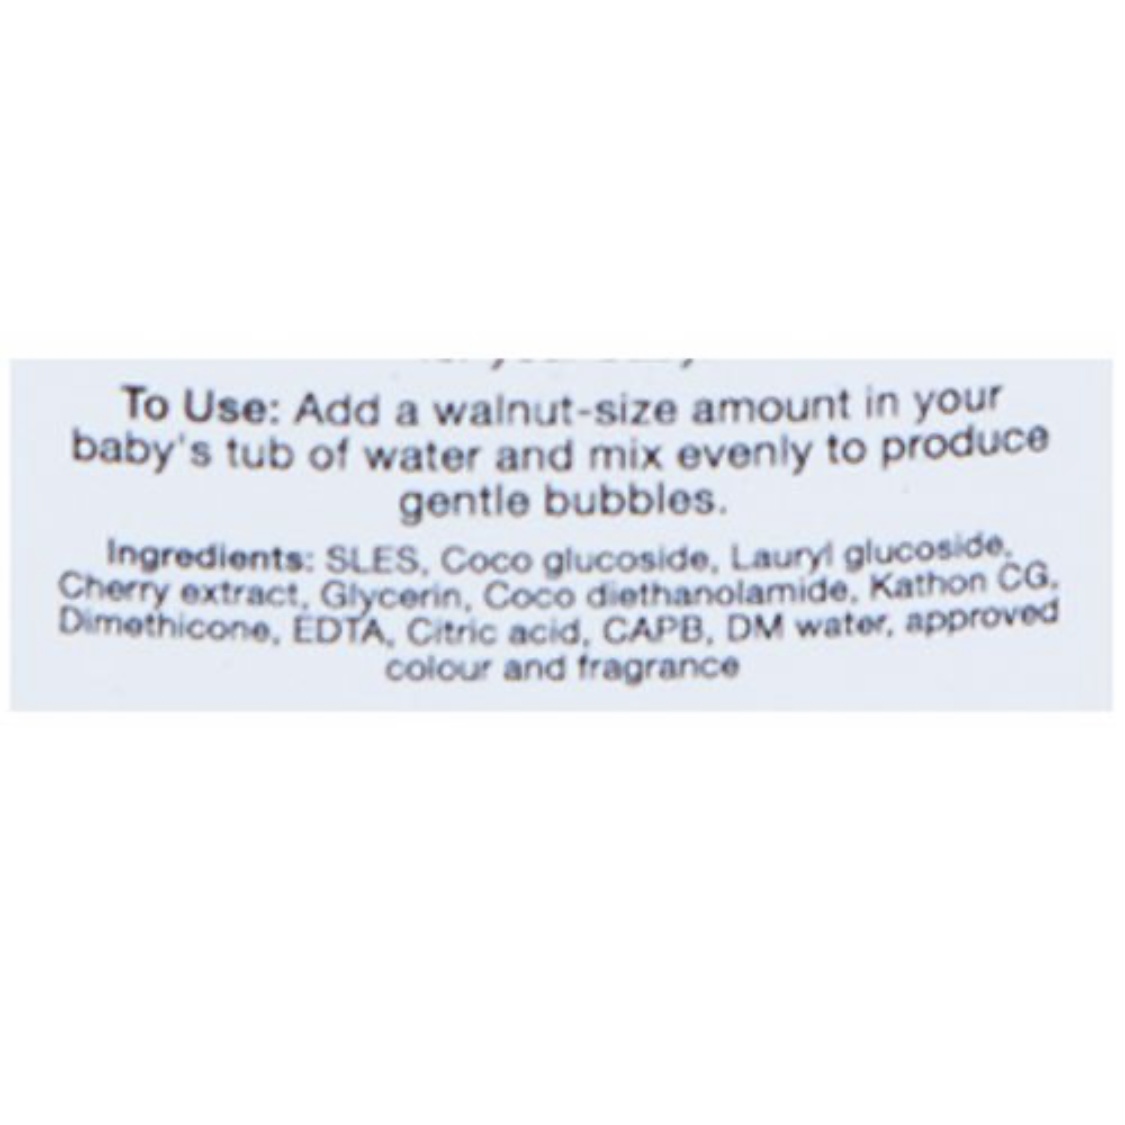 To Use: Add a walnut-size amount in your
baby's tub of water and mix evenly to produce
gentle bubbles.
Ingredients: SLES, Coco glucoside, Lauryl glucoside,
Cherry extract, Glycerin, Coco diethanolamide, Kathon CG,
Dimethicone, EDTA, Citric acid, CAPB, DM water, approved
colour and fragrance